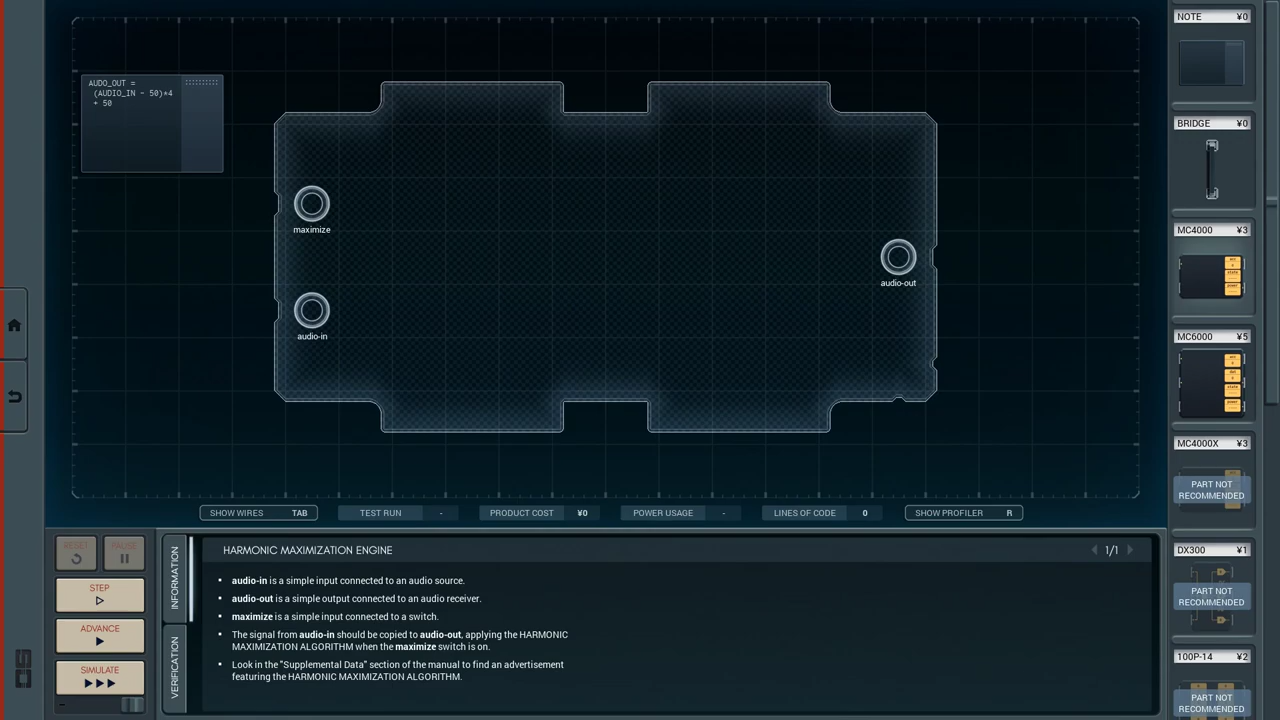 AUDO_OUT =
(AUDIO_IN - 50)*4
+ 50
maximize
audio-in
audio-out
NOTE ¥0
BRIDGE ¥0
MC4000 ¥3
MC6000 ¥5
MC4000X ¥3
PART NOT
RECOMMENDED
DX300 ¥1
PART NOT
RECOMMENDED
100P-14 ¥2
PART NOT
RECOMMENDED
SHOW WIRES TAB
TEST RUN -
PRODUCT COST ¥0
POWER USAGE -
LINES OF CODE 0
SHOW PROFILER R
RESET
PAUSE
STEP
ADVANCE
SIMULATE
INFORMATION
VERIFICATION
HARMONIC MAXIMIZATION ENGINE
1/1
▪ audio-in is a simple input connected to an audio source.
▪ audio-out is a simple output connected to an audio receiver.
▪ maximize is a simple input connected to a switch.
▪ The signal from audio-in should be copied to audio-out, applying the HARMONIC
MAXIMIZATION ALGORITHM when the maximize switch is on.
▪ Look in the "Supplemental Data" section of the manual to find an advertisement
featuring the HARMONIC MAXIMIZATION ALGORITHM.